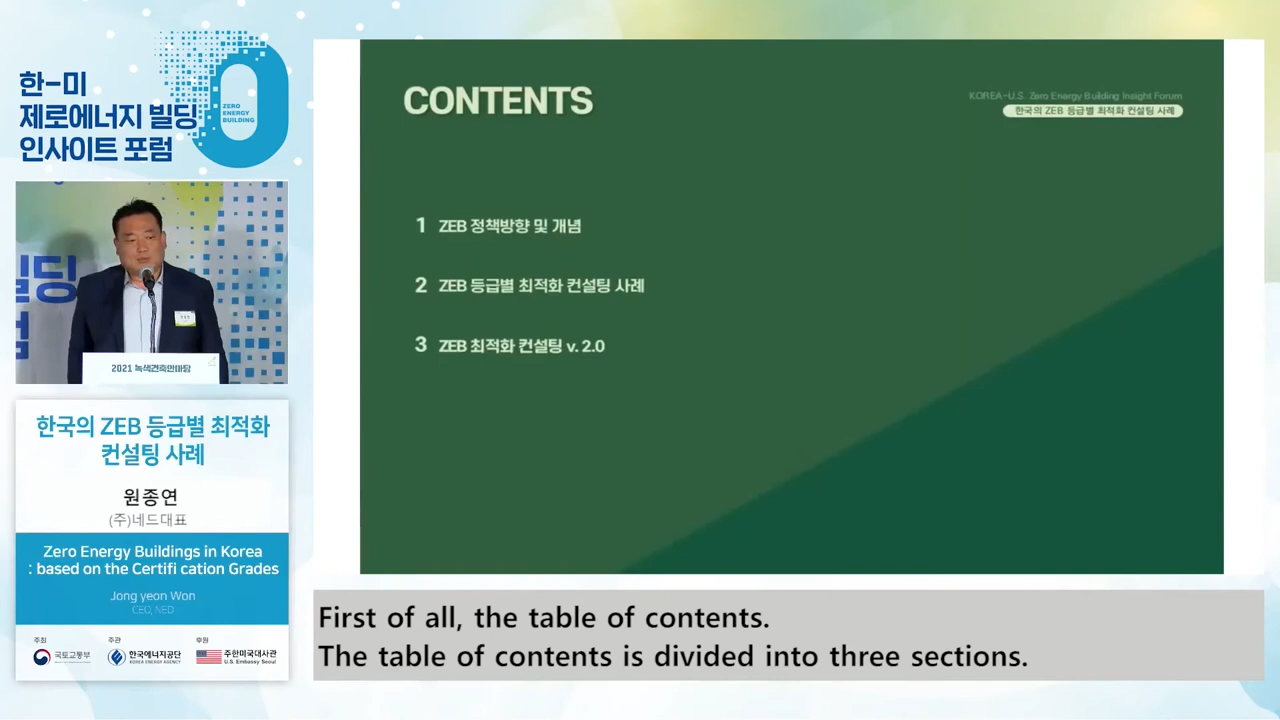 한-미
제로에너지 빌딩
인사이트 포럼
ZERO
ENERGY
BUILDING
2021 녹색건축한마당
한국의 ZEB 등급별 최적화
컨설팅 사례
원종연
(주)네드대표
Zero Energy Buildings in Korea
: based on the Certifi cation Grades
Jong yeon Won
CEO, NED
주최
국토교통부
주관
한국에너지공단
KOREA ENERGY AGENCY
후원
주한미국대사관
U.S. Embassy Seoul
CONTENTS
KOREA-U.S. Zero Energy Building Insight Forum
한국의 ZEB 등급별 최적화 컨설팅 사례
1 ZEB 정책방향 및 개념
2 ZEB 등급별 최적화 컨설팅 사례
3 ZEB 최적화 컨설팅 v. 2.0
First of all, the table of contents.
The table of contents is divided into three sections.